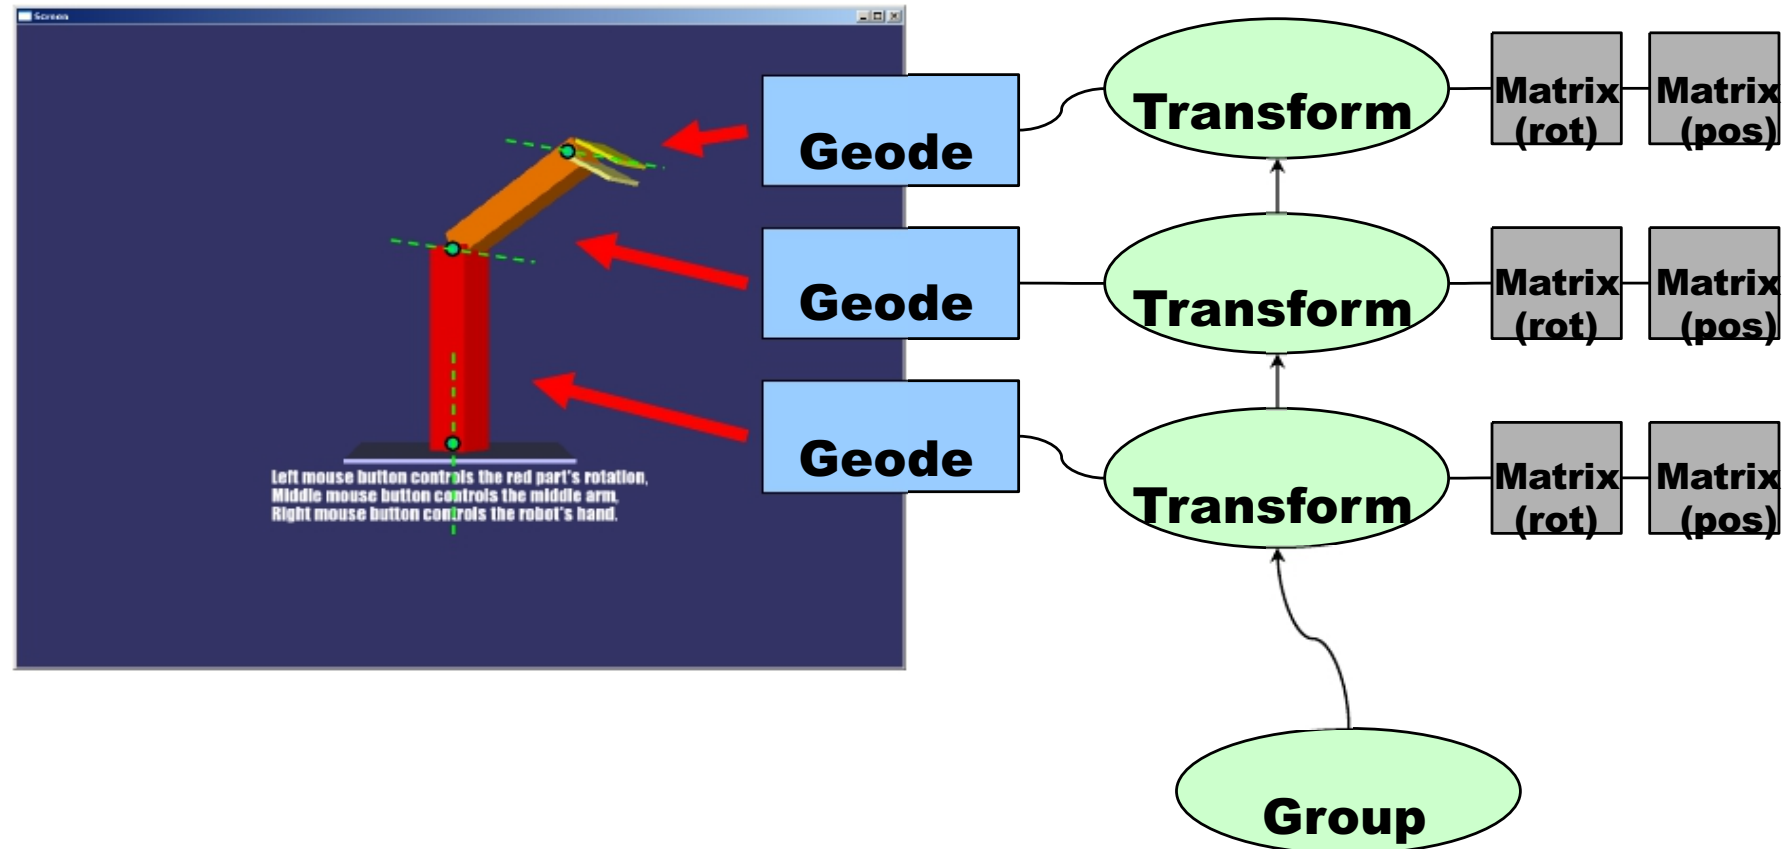 Screen
Left mouse button controls the red part's rotation,
Middle mouse button controls the middle arm,
Right mouse button controls the robot's hand.
Geode
Transform
Matrix
(rot)
Matrix
(pos)
Geode
Transform
Matrix
(rot)
Matrix
(pos)
Geode
Transform
Matrix
(rot)
Matrix
(pos)
Group